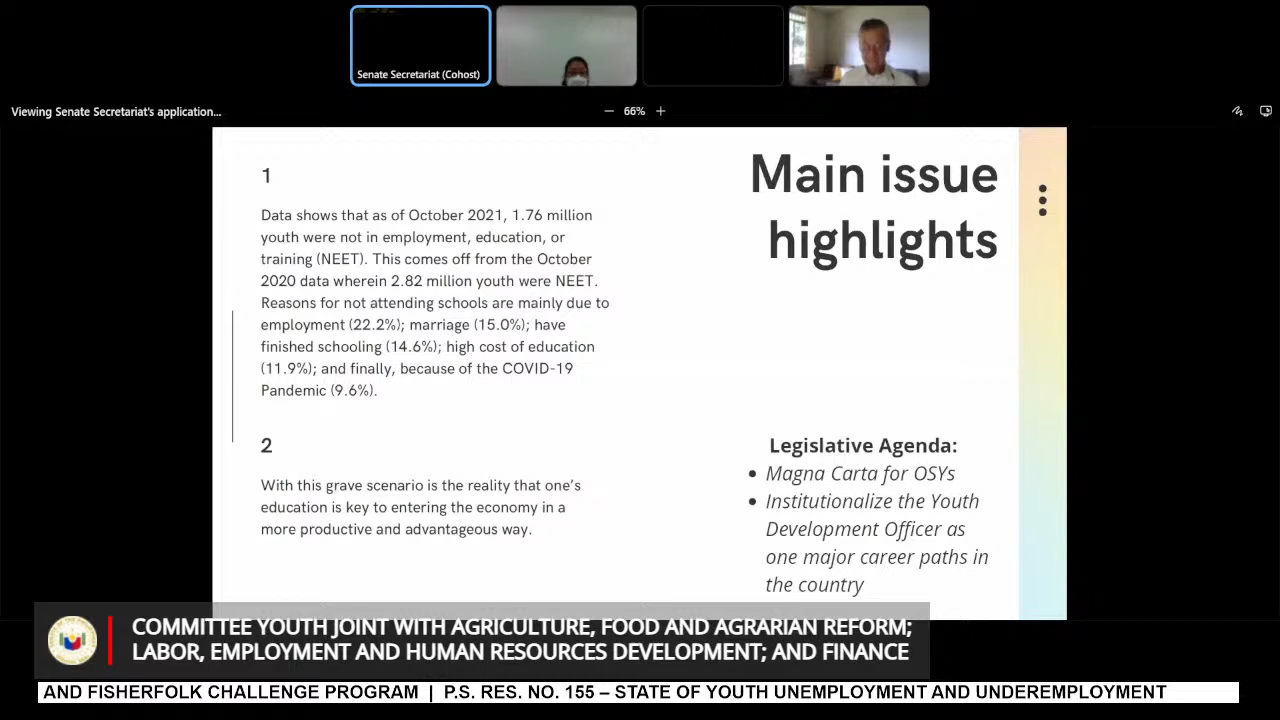 Senate Secretariat (Cohost)
Viewing Senate Secretariat's application...
66%
Main issue
highlights
1
Data shows that as of October 2021, 1.76 million
youth were not in employment, education, or
training (NEET). This comes off from the October
2020 data wherein 2.82 million youth were NEET.
Reasons for not attending schools are mainly due to
employment (22.2%); marriage (15.0%); have
finished schooling (14.6%); high cost of education
(11.9%); and finally, because of the COVID-19
Pandemic (9.6%).
2
With this grave scenario is the reality that one's
education is key to entering the economy in a
more productive and advantageous way.
Legislative Agenda:
• Magna Carta for OSYs
• Institutionalize the Youth
Development Officer as
one major career paths in
the country
COMMITTEE YOUTH JOINT WITH AGRICULTURE, FOOD AND AGRARIAN REFORM;
LABOR, EMPLOYMENT AND HUMAN RESOURCES DEVELOPMENT; AND FINANCE
AND FISHERFOLK CHALLENGE PROGRAM | P.S. RES. NO. 155 – STATE OF YOUTH UNEMPLOYMENT AND UNDEREMPLOYMENT